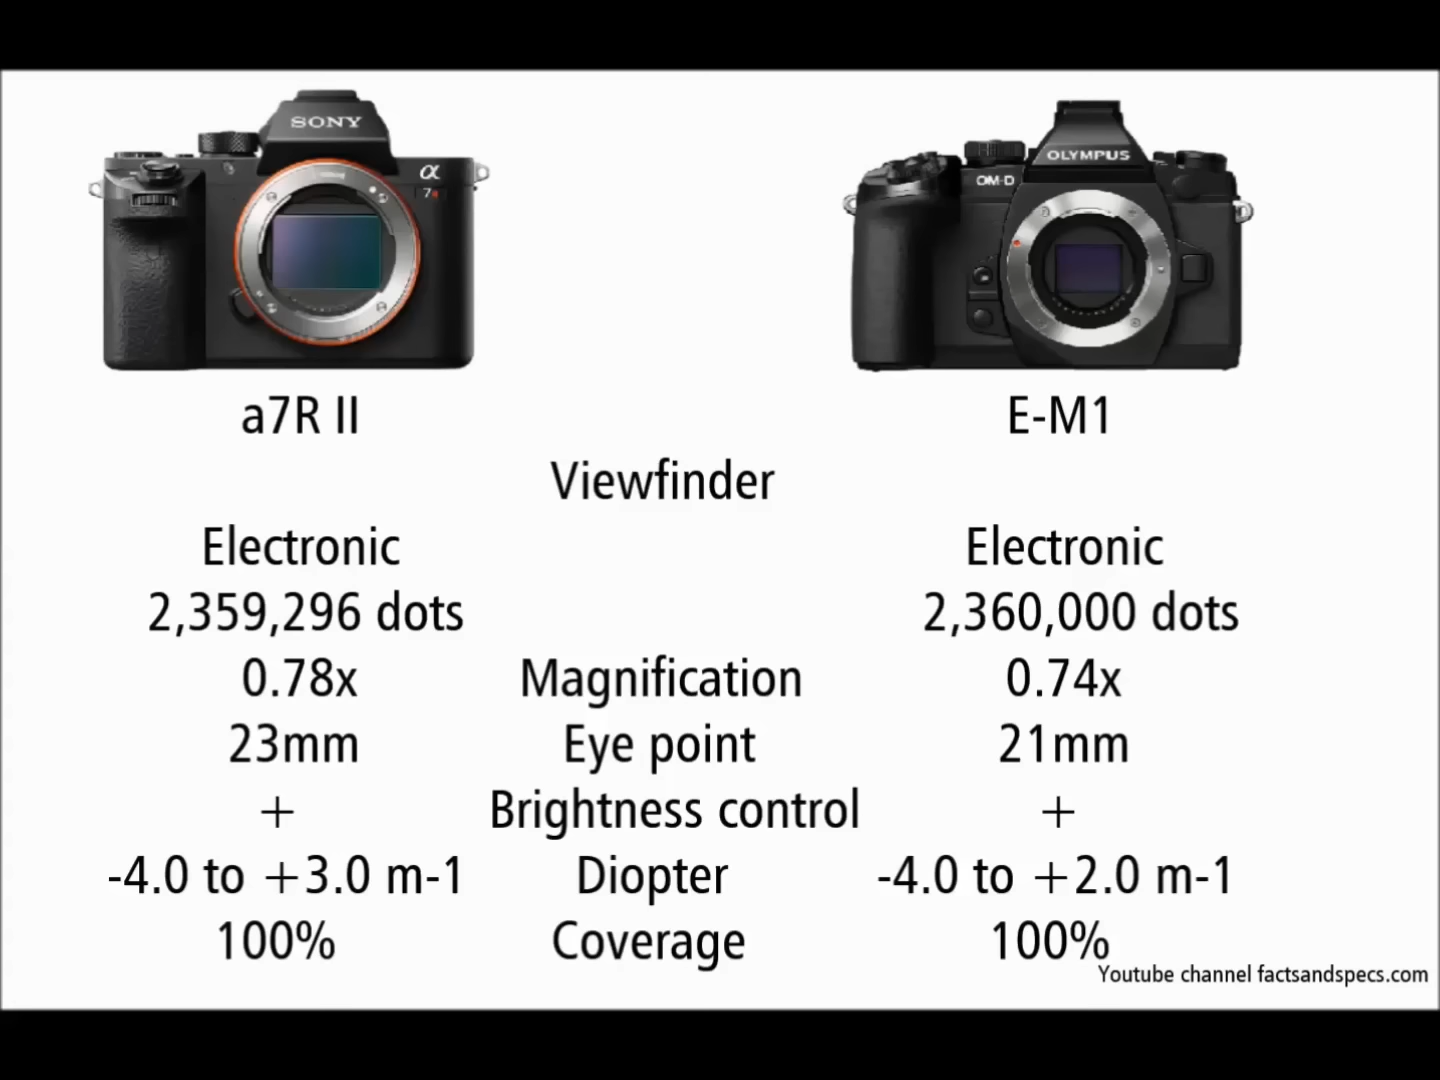 SONY
α
7R
OLYMPUS
OM-D
a7R II E-M1
Viewfinder
Electronic Electronic
2,359,296 dots 2,360,000 dots
0.78x Magnification 0.74x
23mm Eye point 21mm
+ Brightness control +
-4.0 to +3.0 m-1 Diopter -4.0 to +2.0 m-1
100% Coverage 100%
Youtube channel factsandspecs.com